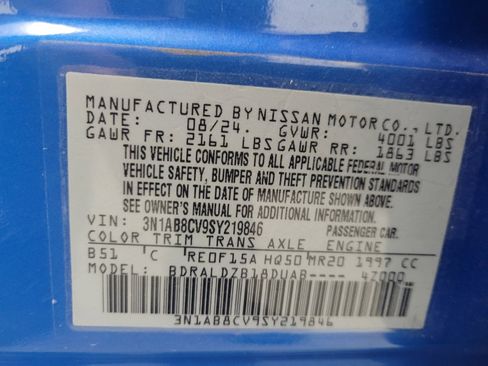 MANUFACTURED BY NISSAN MOTOR CO., LTD.
DATE: 08/24. GVWR: 4001 LBS
GAWR FR: 2161 LBS GAWR RR: 1863 LBS
THIS VEHICLE CONFORMS TO ALL APPLICABLE FEDERAL MOTOR
VEHICLE SAFETY, BUMPER AND THEFT PREVENTION STANDARDS
IN EFFECT ON THE DATE OF MANUFACTURE SHOWN ABOVE.
SEE OWNER'S MANUAL FOR ADDITIONAL INFORMATION.
VIN: 3N1AB8CV9SY219846 PASSENGER CAR.
COLOR TRIM TRANS AXLE ENGINE
B51 C RE0F15A HQ50 MR20 1997 CC
MODEL: BDRALDZB18DUAB---- 47000
3N1AB8CV9SY219846